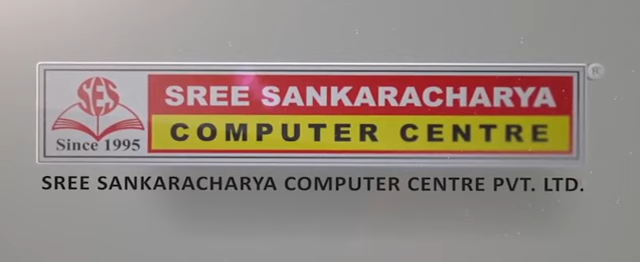 SES
Since 1995
SREE SANKARACHARYA
COMPUTER CENTRE
®
SREE SANKARACHARYA COMPUTER CENTRE PVT. LTD.